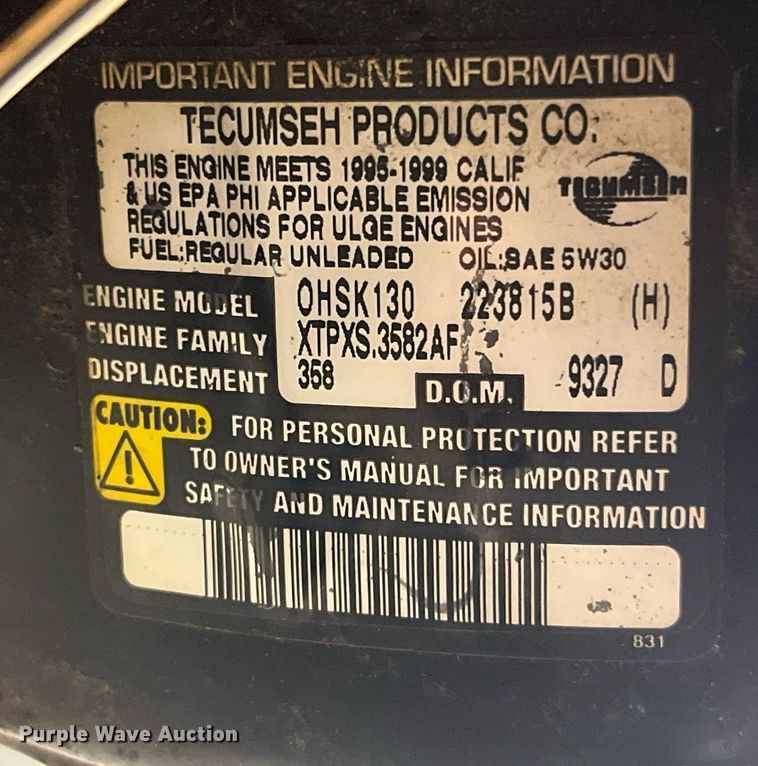 IMPORTANT ENGINE INFORMATION
TECUMSEH PRODUCTS CO.
THIS ENGINE MEETS 1995-1999 CALIF
& US EPA PHI APPLICABLE EMISSION
REGULATIONS FOR ULGE ENGINES
FUEL:REGULAR UNLEADED OIL:SAE 5W30
TECUMSEH
ENGINE MODEL OHSK130 223815B (H)
ENGINE FAMILY XTPXS.3582AF
DISPLACEMENT 358 D.O.M. 9327 D
CAUTION: FOR PERSONAL PROTECTION REFER
TO OWNER'S MANUAL FOR IMPORTANT
SAFETY AND MAINTENANCE INFORMATION
831
Purple Wave Auction